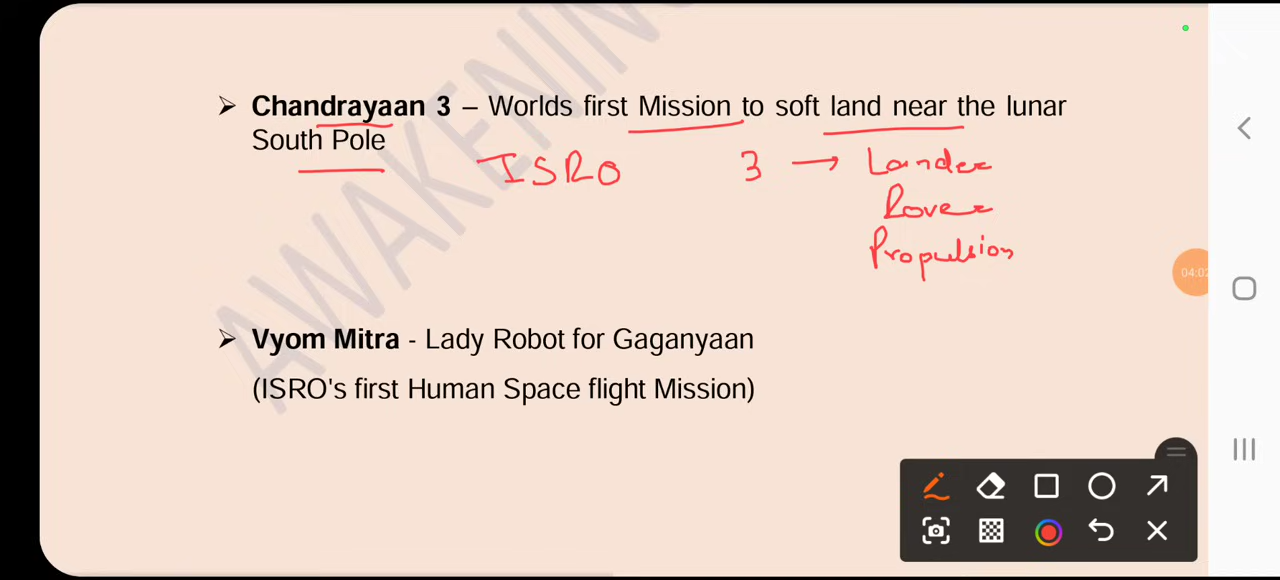 ➢ Chandrayaan 3 – Worlds first Mission to soft land near the lunar
South Pole
ISRO 3 → Lander
Rover
Propulsion
➢ Vyom Mitra - Lady Robot for Gaganyaan
(ISRO's first Human Space flight Mission)
AWAKENING